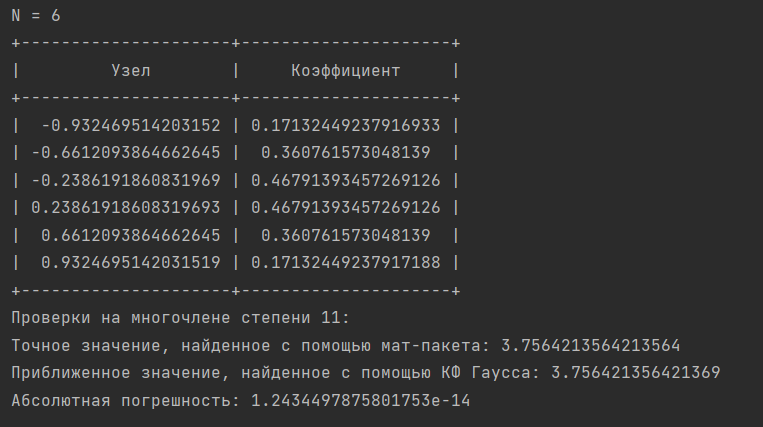 N = 6
+---------------------+---------------------+
|         Узел        |     Коэффициент     |
+---------------------+---------------------+
|  -0.932469514203152 | 0.17132449237916933 |
| -0.6612093864662645 |  0.360761573048139  |
| -0.2386191860831969 | 0.46791393457269126 |
| 0.23861918608319693 | 0.46791393457269126 |
|  0.6612093864662645 |  0.360761573048139  |
|  0.9324695142031519 | 0.17132449237917188 |
+---------------------+---------------------+
Проверки на многочлене степени 11:
Точное значение, найденное с помощью мат-пакета: 3.7564213564213564
Приближенное значение, найденное с помощью КФ Гаусса: 3.756421356421369
Абсолютная погрешность: 1.2434497875801753e-14